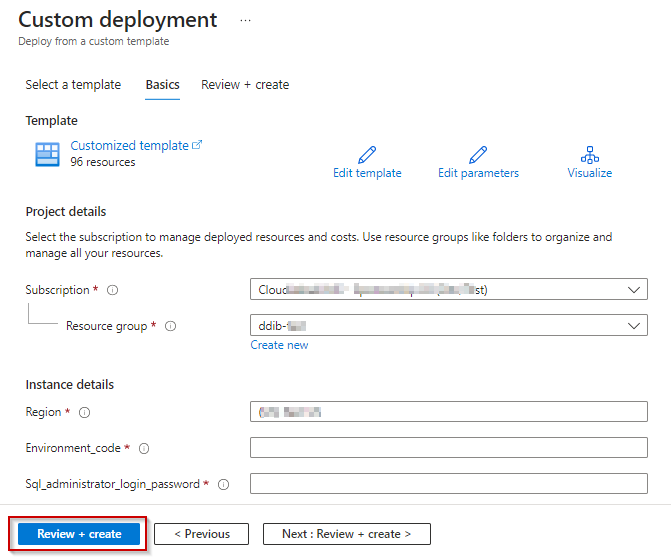 Custom deployment ...
Deploy from a custom template
Select a template Basics Review + create
Template
Customized template
96 resources
Edit template Edit parameters Visualize
Project details
Select the subscription to manage deployed resources and costs. Use resource groups like folders to organize and
manage all your resources.
Subscription *
Cloud st)
Resource group *
ddib-
Create new
Instance details
Region *
Environment_code *
Sql_administrator_login_password *
Review + create < Previous Next : Review + create >